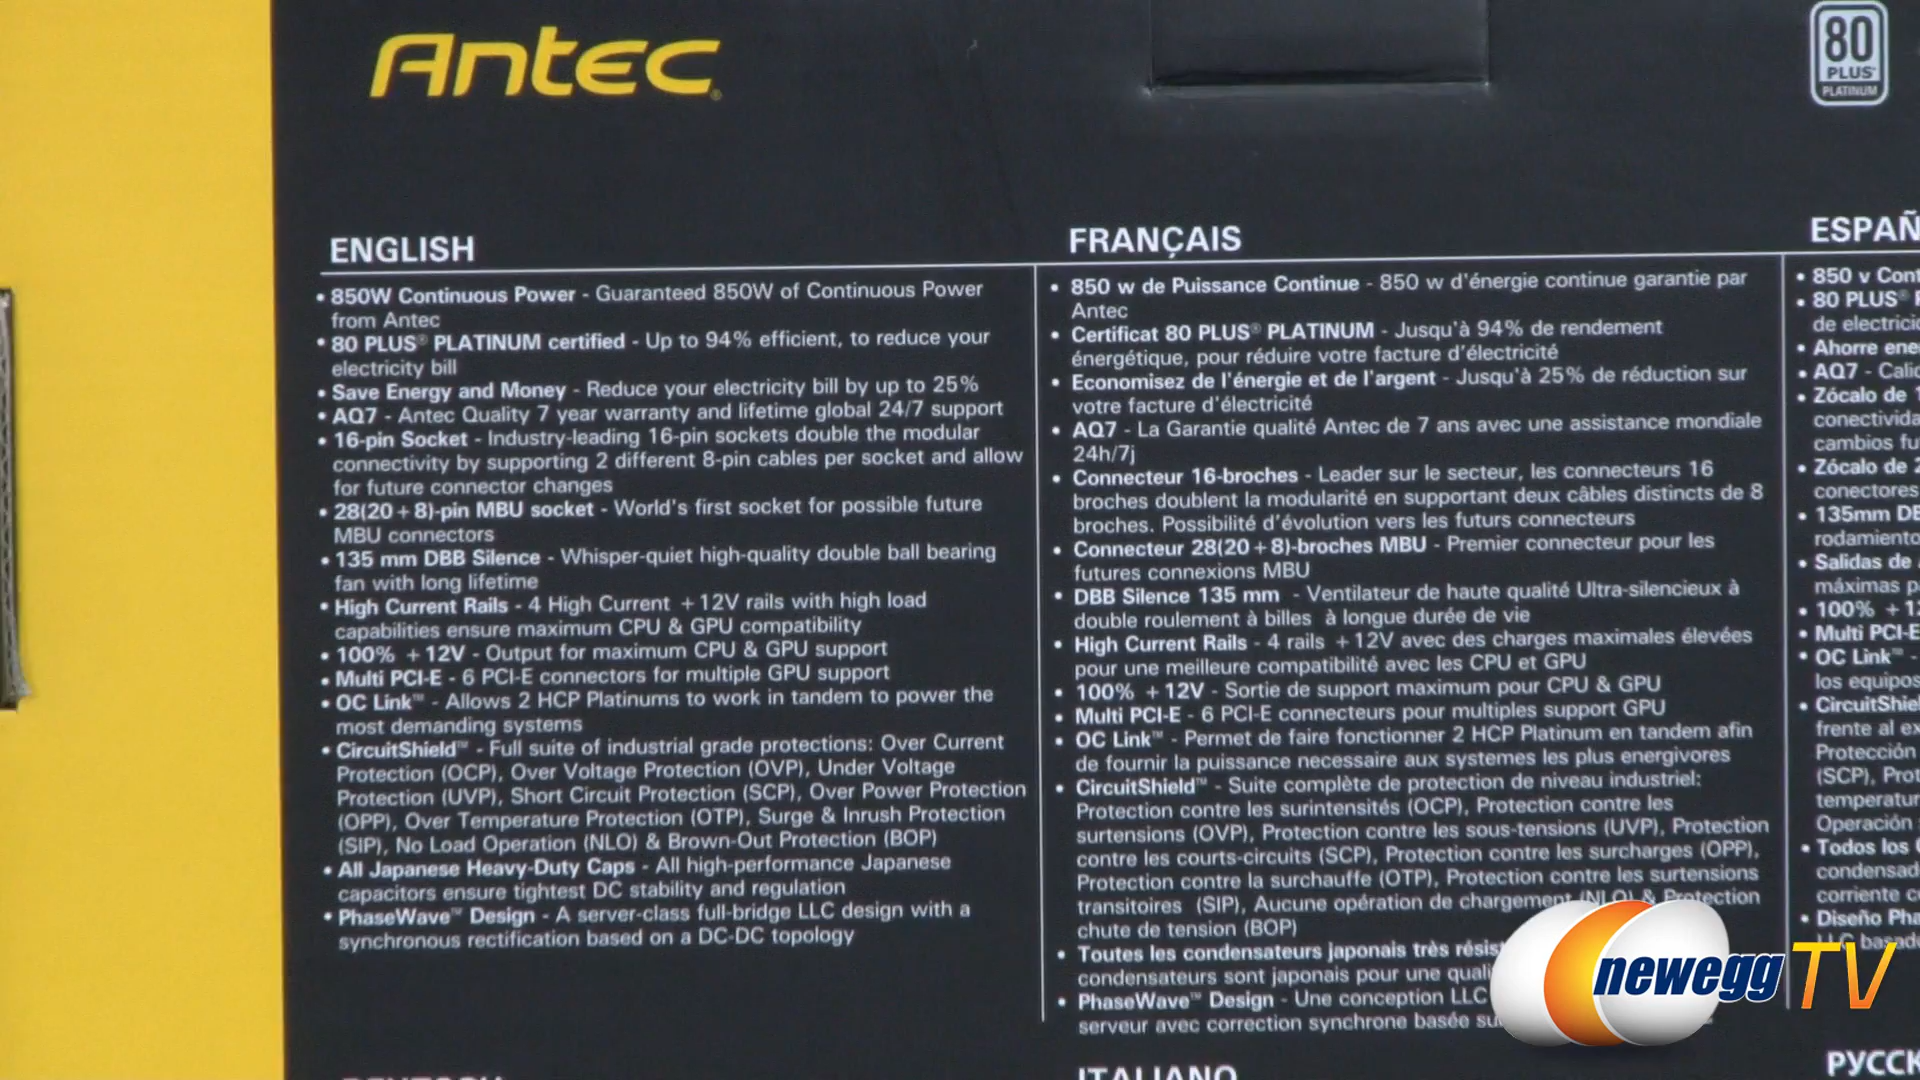 Antec
80
PLUS
PLATINUM
ENGLISH
• 850W Continuous Power - Guaranteed 850W of Continuous Power
from Antec
• 80 PLUS® PLATINUM certified - Up to 94% efficient, to reduce your
electricity bill
• Save Energy and Money - Reduce your electricity bill by up to 25%
• AQ7 - Antec Quality 7 year warranty and lifetime global 24/7 support
• 16-pin Socket - Industry-leading 16-pin sockets double the modular
connectivity by supporting 2 different 8-pin cables per socket and allow
for future connector changes
• 28(20+8)-pin MBU socket - World's first socket for possible future
MBU connectors
• 135 mm DBB Silence - Whisper-quiet high-quality double ball bearing
fan with long lifetime
• High Current Rails - 4 High Current +12V rails with high load
capabilities ensure maximum CPU & GPU compatibility
• 100% +12V - Output for maximum CPU & GPU support
• Multi PCI-E - 6 PCI-E connectors for multiple GPU support
• OC Link™ - Allows 2 HCP Platinums to work in tandem to power the
most demanding systems
• CircuitShield™ - Full suite of industrial grade protections: Over Current
Protection (OCP), Over Voltage Protection (OVP), Under Voltage
Protection (UVP), Short Circuit Protection (SCP), Over Power Protection
(OPP), Over Temperature Protection (OTP), Surge & Inrush Protection
(SIP), No Load Operation (NLO) & Brown-Out Protection (BOP)
• All Japanese Heavy-Duty Caps - All high-performance Japanese
capacitors ensure tightest DC stability and regulation
• PhaseWave™ Design - A server-class full-bridge LLC design with a
synchronous rectification based on a DC-DC topology
FRANÇAIS
• 850 w de Puissance Continue - 850 w d'énergie continue garantie par
Antec
• Certificat 80 PLUS® PLATINUM - Jusqu'à 94% de rendement
énergétique, pour réduire votre facture d'électricité
• Economisez de l'énergie et de l'argent - Jusqu'à 25% de réduction sur
votre facture d'électricité
• AQ7 - La Garantie qualité Antec de 7 ans avec une assistance mondiale
24h/7j
• Connecteur 16-broches - Leader sur le secteur, les connecteurs 16
broches doublent la modularité en supportant deux câbles distincts de 8
broches. Possibilité d'évolution vers les futurs connecteurs
• Connecteur 28(20+8)-broches MBU - Premier connecteur pour les
futures connexions MBU
• DBB Silence 135 mm - Ventilateur de haute qualité Ultra-silencieux à
double roulement à billes à longue durée de vie
• High Current Rails - 4 rails +12V avec des charges maximales élevées
pour une meilleure compatibilité avec les CPU et GPU
• 100% +12V - Sortie de support maximum pour CPU & GPU
• Multi PCI-E - 6 PCI-E connecteurs pour multiples support GPU
• OC Link™ - Permet de faire fonctionner 2 HCP Platinum en tandem afin
de fournir la puissance necessaire aux systemes les plus energivores
• CircuitShield™ - Suite complète de protection de niveau industriel:
Protection contre les surintensités (OCP), Protection contre les
surtensions (OVP), Protection contre les sous-tensions (UVP), Protection
contre les courts-circuits (SCP), Protection contre les surcharges (OPP),
Protection contre la surchauffe (OTP), Protection contre les surtensions
transitoires (SIP), Aucune opération de chargement (NLO) & Protection
chute de tension (BOP)
• Toutes les condensateurs japonais très résis
condensateurs sont japonais pour une quali
• PhaseWave™ Design - Une conception LLC
serveur avec correction synchrone basée su
ESPAÑ
• 850 v Cont
• 80 PLUS®
de electrici
• Ahorre ene
• AQ7 - Calid
• Zócalo de 1
conectivida
cambios fu
• Zócalo de 2
conectores
• 135mm DB
rodamiento
• Salidas de
máximas p
• 100% +1
• Multi PCI-E
• OC Link™ -
los equipos
• CircuitShiel
frente al ex
Protección
(SCP), Prot
temperatur
Operación
• Todos los
condensad
corriente c
• Diseño Pha
LLC basad
newegg TV
ITALIANO
РУССК